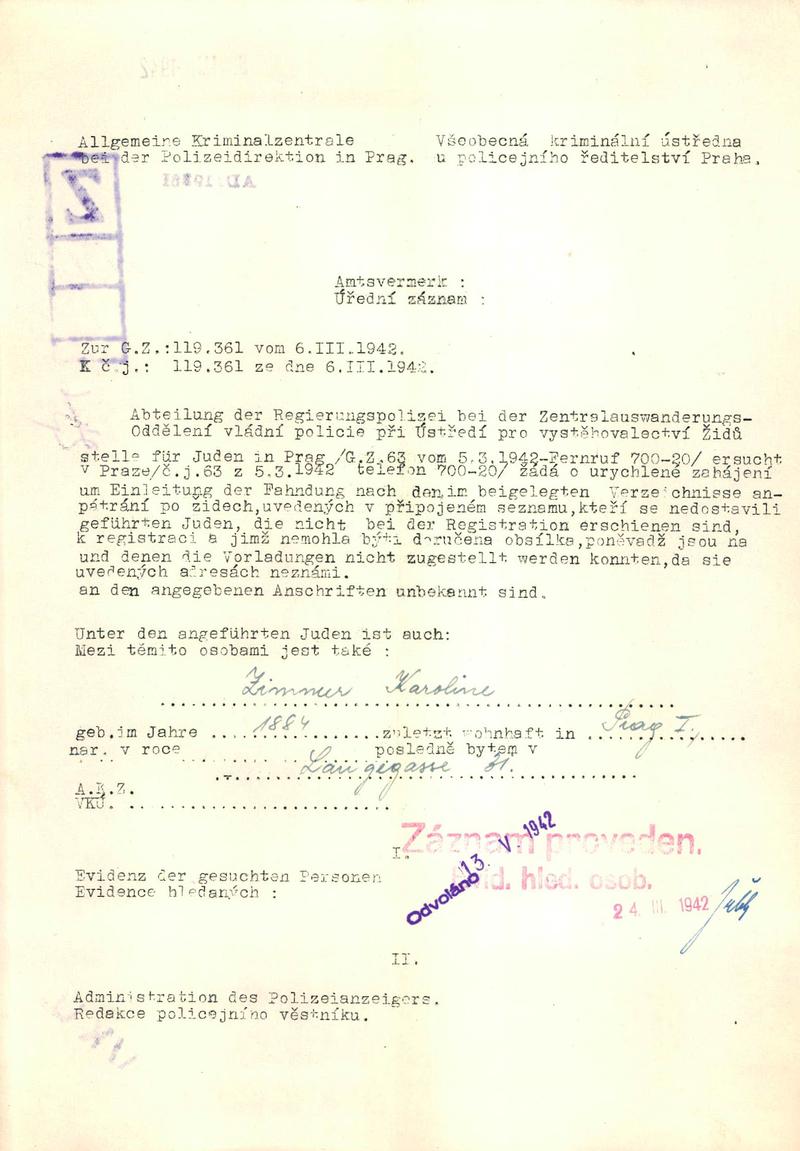 Allgemeine Kriminalzentrale
bei der Polizeidirektion in Prag.
Všoobecná kriminální ústředna
u policejního ředitelství Praha.
Amtsvermerk :
Úřední záznam :
Zur G.Z.:119.361 vom 6.III.1942.
K č.j.: 119.361 ze dne 6.III.1942.
Abteilung der Regierungspolizei bei der Zentralauswanderungs-
Oddělení vládní policie při Ústředí pro vystěhovalectví Židů
stelle für Juden in Prag /G.Z.63 vom 5.3.1942-Fernruf 700-20/ ersucht
v Praze/č.j.63 z 5.3.1942 telefon 700-20/ žádá o urychlené zahájení
um Einleitung der Fahndung nach den,im beigelegten Verzeichnisse an-
pátrání po židech,uvedených v připojeném seznamu,kteří se nedostavili
geführten Juden, die nicht bei der Registration erschienen sind,
k registraci a jimž nemohla býti doručena obsílka,poněvadž jsou na
und denen die Vorladungen nicht zugestellt werden konnten,da sie
uvedených adresách neznámi.
an den angegebenen Anschriften unbekannt sind.
Unter den angeführten Juden ist auch:
Mezi těmito osobami jest také :
Zimmer Karoline
geb.im Jahre ....1884............zuletzt wohnhaft in ..Prag I,......
nar. v roce posledně bytem v
Langegasse 51.
A.K.Z.
VKÚ. ..........................
I.
Záznam proveden.
hled. osob.
24. III. 1942
Odvoláno 13. V. 1942
Evidenz der gesuchten Personen
Evidence hledaných :
II.
Administration des Polizeianzeigers.
Redakce policejního věstníku.